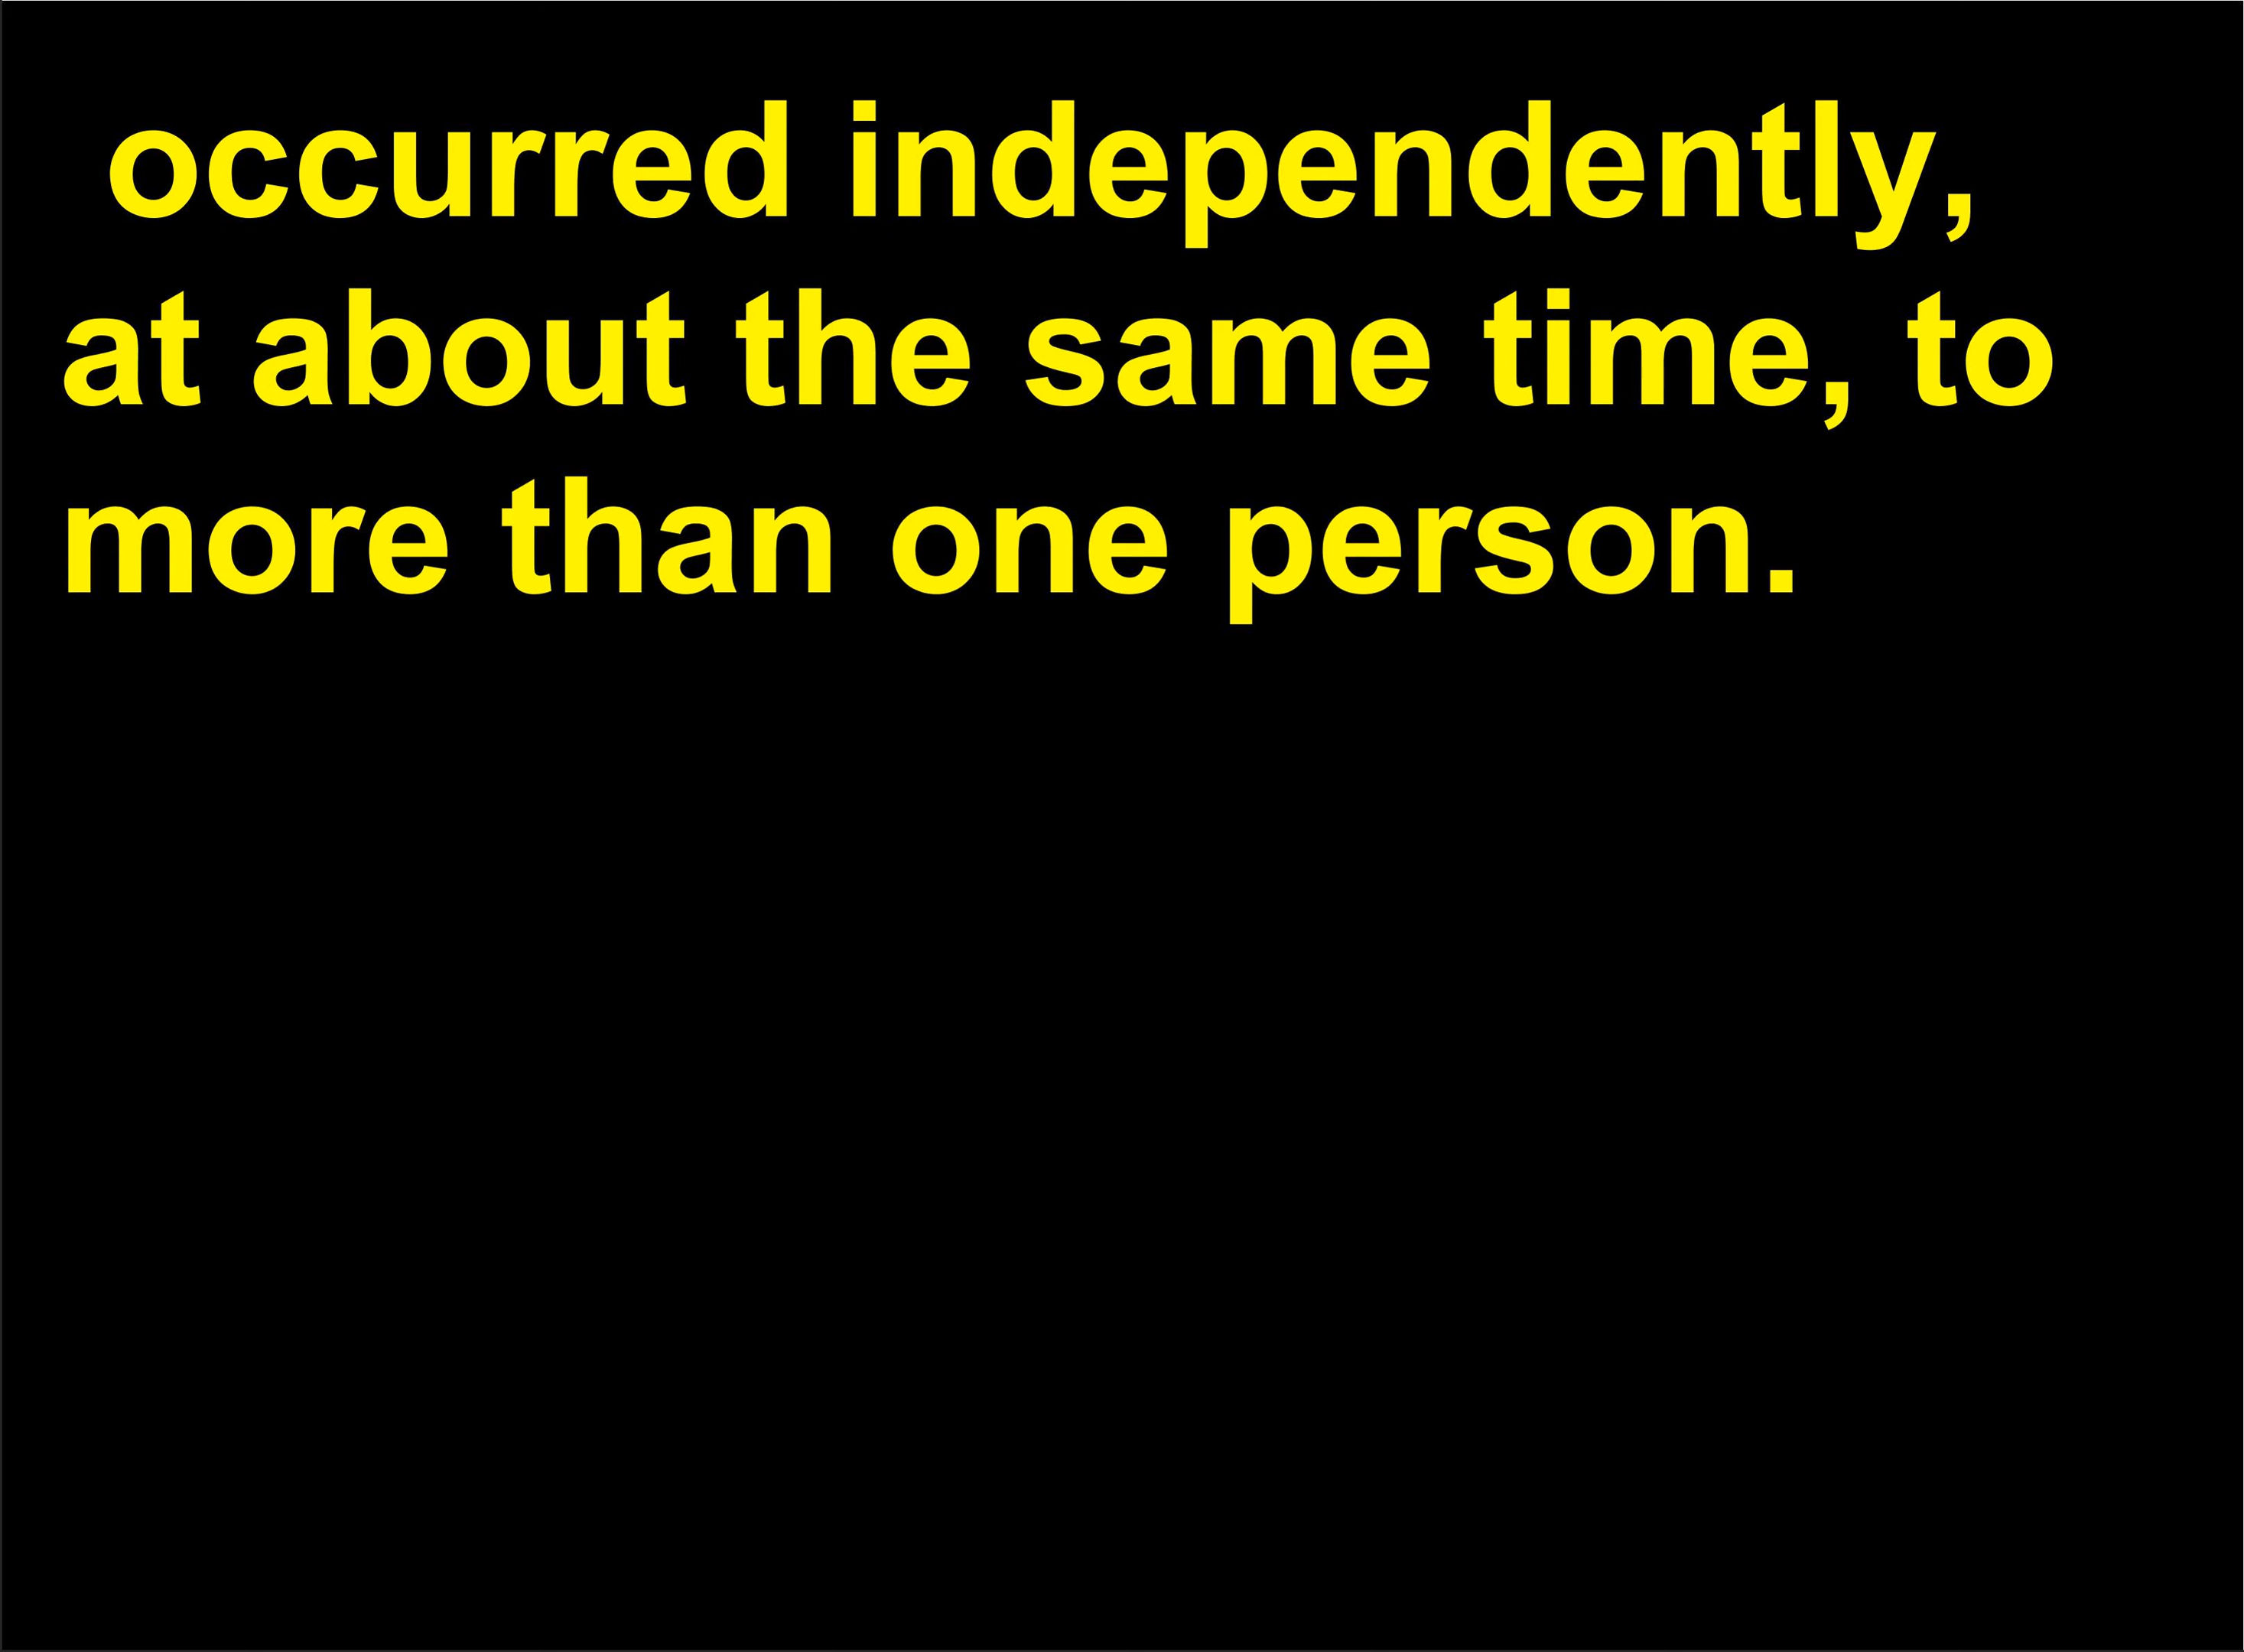 occurred independently,
at about the same time, to
more than one person.